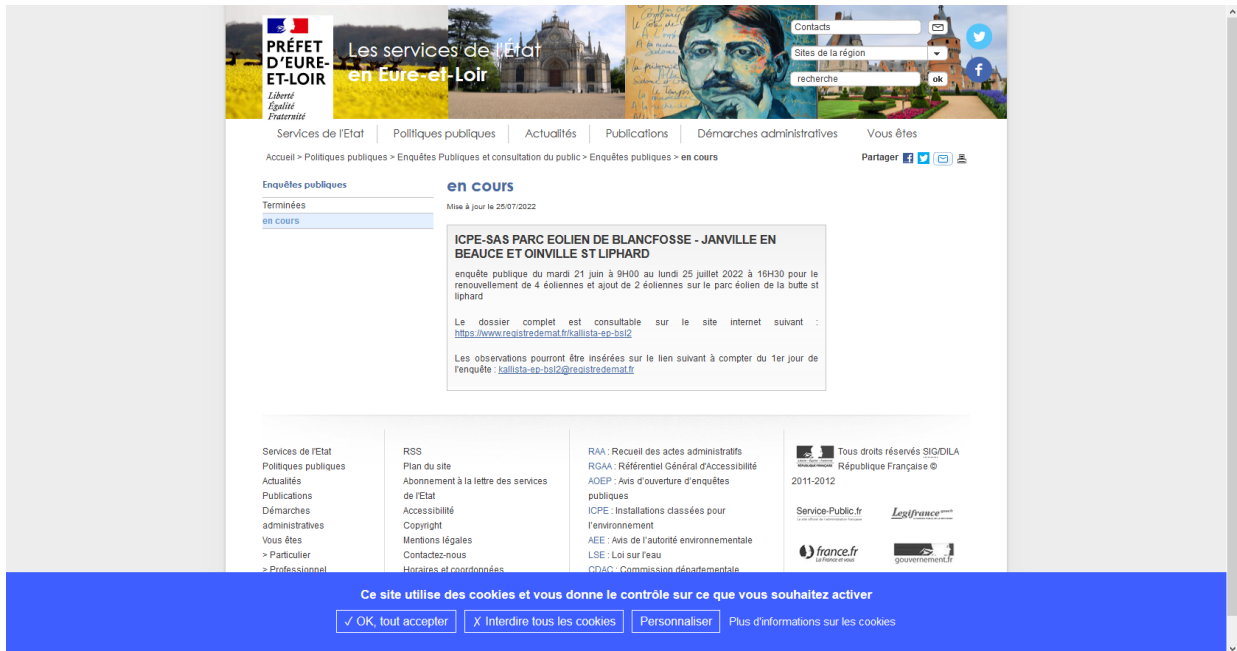 PRÉFET
D'EURE-
ET-LOIR
Liberté
Égalité
Fraternité
Les services de l'État
en Eure-et-Loir
Contacts
Sites de la région
recherche
ok
Services de l'Etat
Politiques publiques
Actualités
Publications
Démarches administratives
Vous êtes
Accueil > Politiques publiques > Enquêtes Publiques et consultation du public > Enquêtes publiques > en cours
Partager
Enquêtes publiques
Terminées
en cours
en cours
Mise à jour le 25/07/2022
ICPE-SAS PARC EOLIEN DE BLANCFOSSE - JANVILLE EN
BEAUCE ET OINVILLE ST LIPHARD
enquête publique du mardi 21 juin à 9H00 au lundi 25 juillet 2022 à 16H30 pour le
renouvellement de 4 éoliennes et ajout de 2 éoliennes sur le parc éolien de la butte st
liphard
Le dossier complet est consultable sur le site internet suivant :
https://www.registredemat.fr/kallista-ep-bsl2
Les observations pourront être insérées sur le lien suivant à compter du 1er jour de
l'enquête : kallista-ep-bsl2@registredemat.fr
Services de l'Etat
Politiques publiques
Actualités
Publications
Démarches
administratives
Vous êtes
> Particulier
> Professionnel
RSS
Plan du site
Abonnement à la lettre des services
de l'Etat
Accessibilité
Copyright
Mentions légales
Contactez-nous
Horaires et coordonnées
RAA : Recueil des actes administratifs
RGAA : Référentiel Général d'Accessibilité
AOEP : Avis d'ouverture d'enquêtes
publiques
ICPE : Installations classées pour
l'environnement
AEE : Avis de l'autorité environnementale
LSE : Loi sur l'eau
CDAC : Commission départementale
Tous droits réservés SIG/DILA
République Française ©
2011-2012
Service-Public.fr
Legifrance
france.fr
La France et vous
gouvernement.fr
Ce site utilise des cookies et vous donne le contrôle sur ce que vous souhaitez activer
✓ OK, tout accepter
✗ Interdire tous les cookies
Personnaliser
Plus d'informations sur les cookies